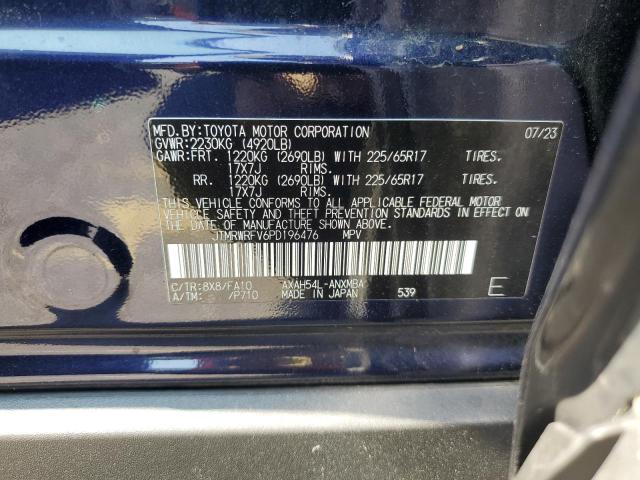 MFD.BY:TOYOTA MOTOR CORPORATION 07/23
GVWR:2230KG (4920LB)
GAWR:FRT. 1220KG (2690LB) WITH 225/65R17 TIRES.
17X7J RIMS.
RR. 1220KG (2690LB) WITH 225/65R17 TIRES.
17X7J RIMS.
THIS VEHICLE CONFORMS TO ALL APPLICABLE FEDERAL MOTOR
VEHICLE SAFETY AND THEFT PREVENTION STANDARDS IN EFFECT ON
THE DATE OF MANUFACTURE SHOWN ABOVE.
JTMRWRFV6PD196476 MPV
C/TR:8X8/FA10 AXAH54L-ANXMBA
A/TM: /P710 MADE IN JAPAN 539 E